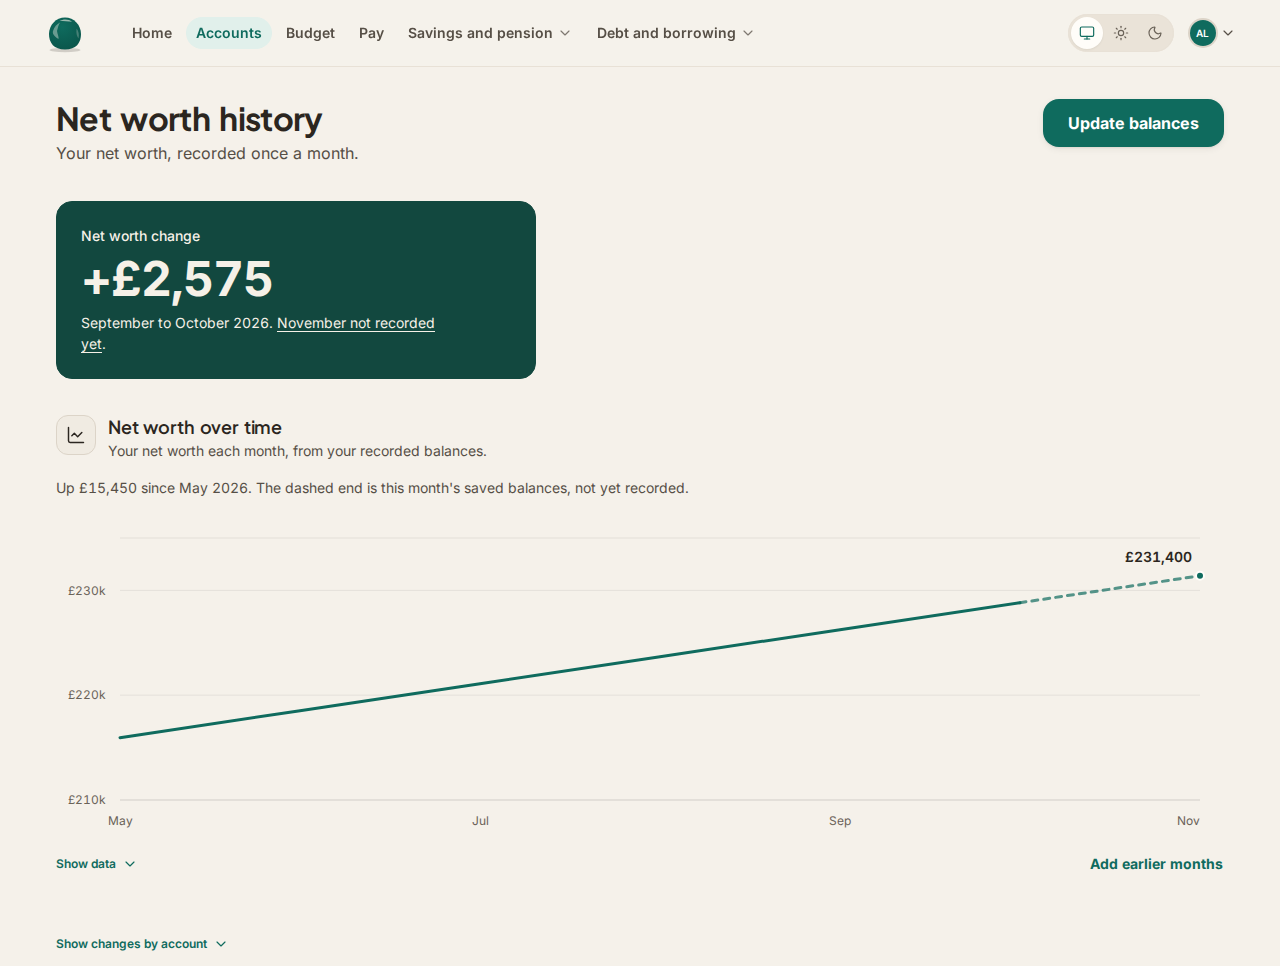 Home Accounts Budget Pay Savings and pension Debt and borrowing AL
Net worth history
Update balances
Your net worth, recorded once a month.
Net worth change
+£2,575
September to October 2026. November not recorded
yet.
Net worth over time
Your net worth each month, from your recorded balances.
Up £15,450 since May 2026. The dashed end is this month's saved balances, not yet recorded.
£231,400
£230k
£220k
£210k
May Jul Sep Nov
Show data
Add earlier months
Show changes by account